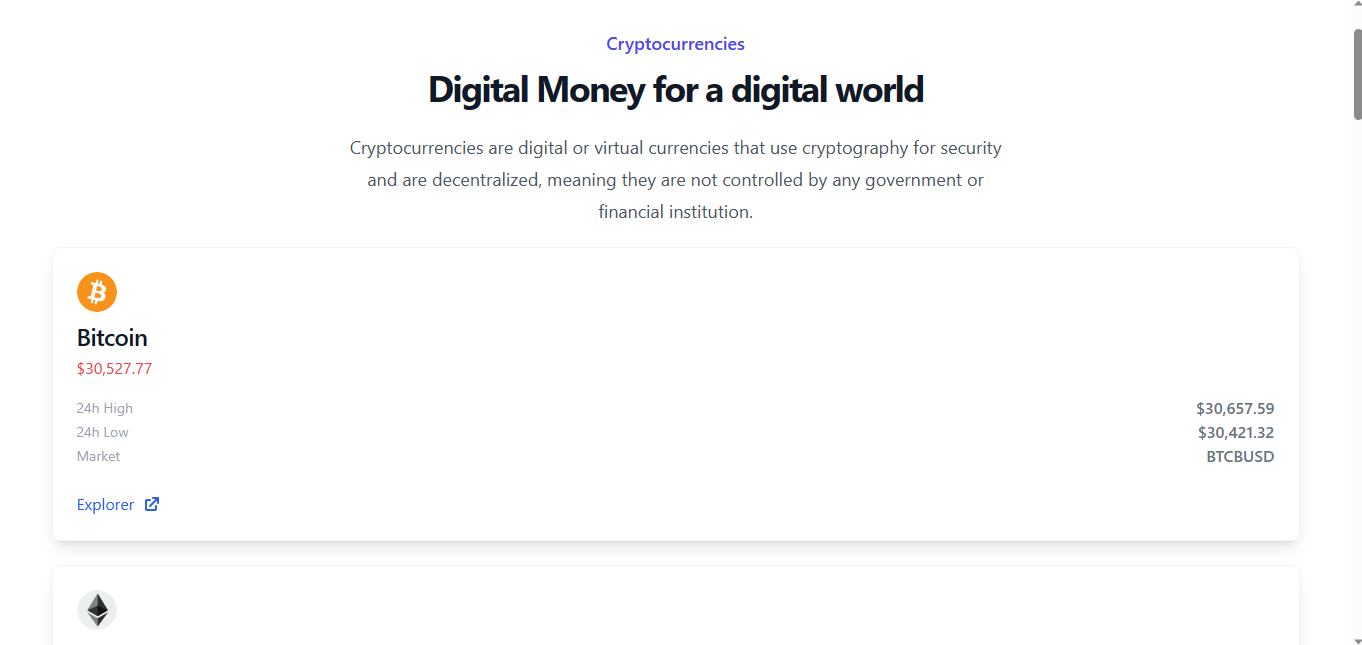 Cryptocurrencies
Digital Money for a digital world
Cryptocurrencies are digital or virtual currencies that use cryptography for security
and are decentralized, meaning they are not controlled by any government or
financial institution.
Bitcoin
$30,527.77
24h High $30,657.59
24h Low $30,421.32
Market BTCBUSD
Explorer